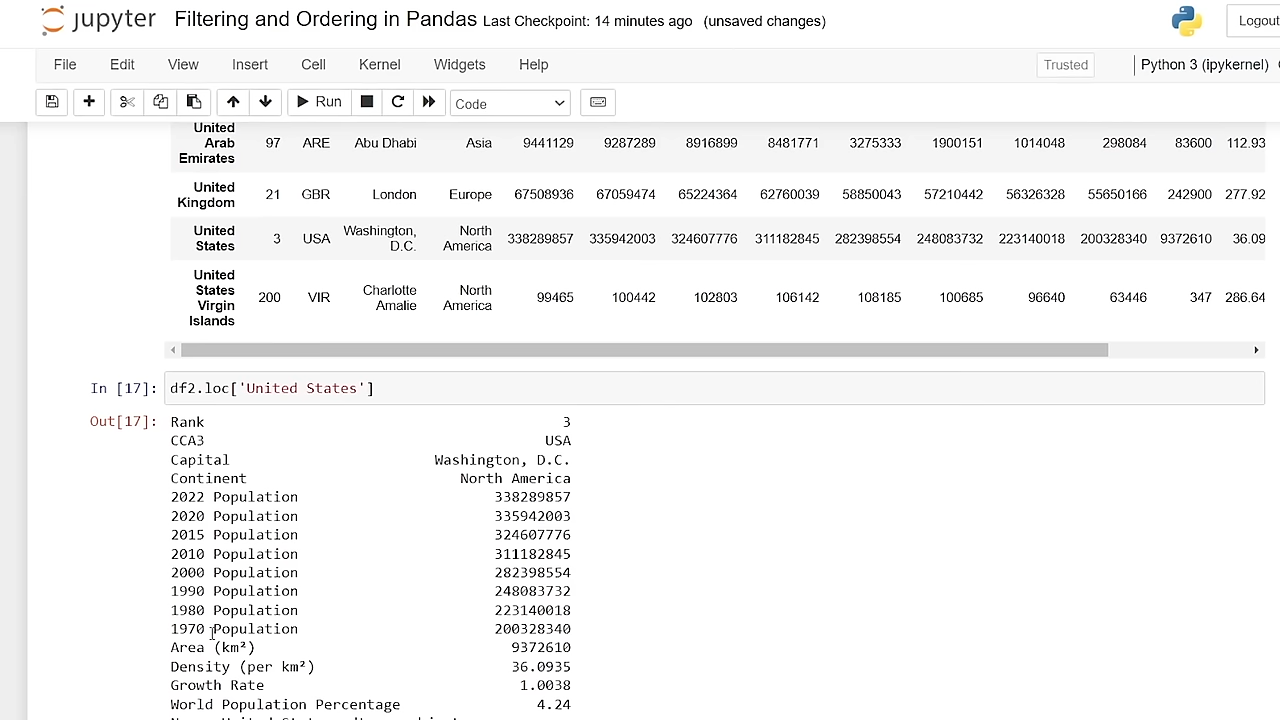 jupyter Filtering and Ordering in Pandas Last Checkpoint: 14 minutes ago (unsaved changes) Logout
File Edit View Insert Cell Kernel Widgets Help Trusted Python 3 (ipykernel)
Run Code
United Arab Emirates 97 ARE Abu Dhabi Asia 9441129 9287289 8916899 8481771 3275333 1900151 1014048 298084 83600 112.93
United Kingdom 21 GBR London Europe 67508936 67059474 65224364 62760039 58850043 57210442 56326328 55650166 242900 277.92
United States 3 USA Washington, D.C. North America 338289857 335942003 324607776 311182845 282398554 248083732 223140018 200328340 9372610 36.09
United States Virgin Islands 200 VIR Charlotte Amalie North America 99465 100442 102803 106142 108185 100685 96640 63446 347 286.64
In [17]: df2.loc['United States']
Out[17]: Rank 3
CCA3 USA
Capital Washington, D.C.
Continent North America
2022 Population 338289857
2020 Population 335942003
2015 Population 324607776
2010 Population 311182845
2000 Population 282398554
1990 Population 248083732
1980 Population 223140018
1970 Population 200328340
Area (km²) 9372610
Density (per km²) 36.0935
Growth Rate 1.0038
World Population Percentage 4.24